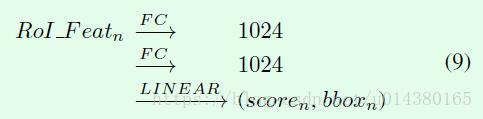 RoI_Feat_n FC → 1024
FC → 1024 (9)
LINEAR → (score_n, bbox_n)